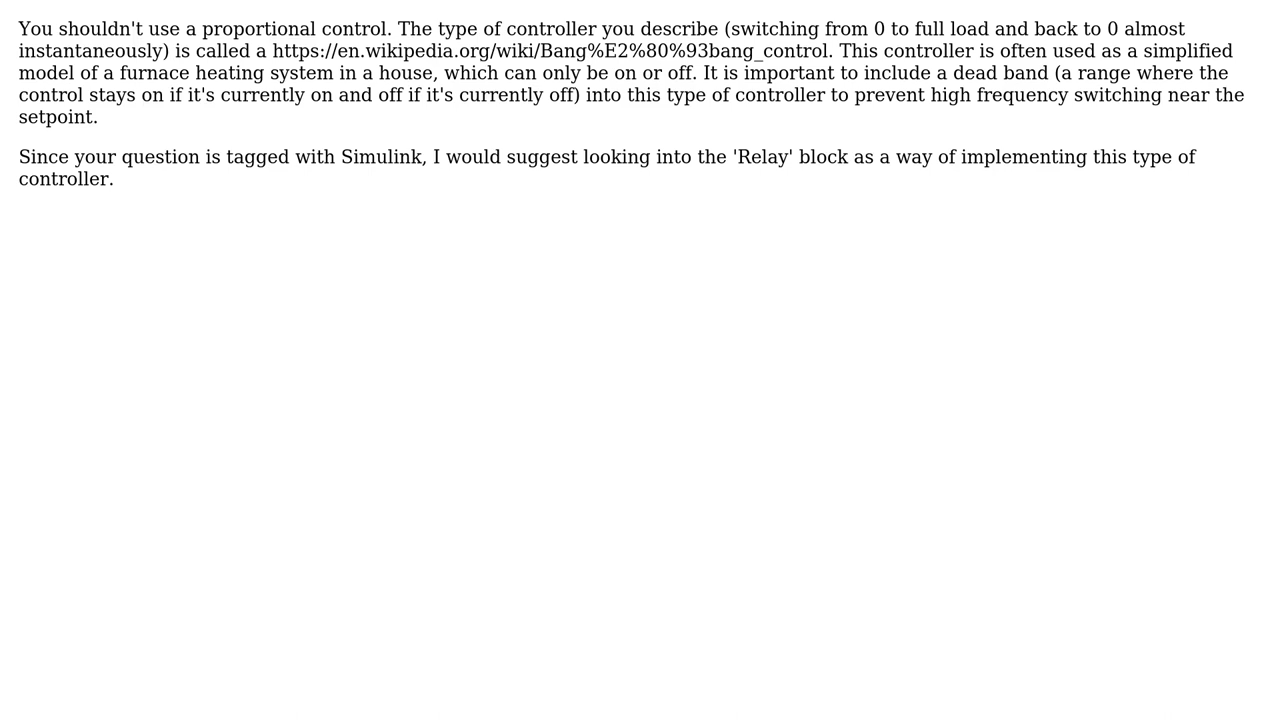 You shouldn't use a proportional control. The type of controller you describe (switching from 0 to full load and back to 0 almost
instantaneously) is called a https://en.wikipedia.org/wiki/Bang%E2%80%93bang_control. This controller is often used as a simplified
model of a furnace heating system in a house, which can only be on or off. It is important to include a dead band (a range where the
control stays on if it's currently on and off if it's currently off) into this type of controller to prevent high frequency switching near the
setpoint.
Since your question is tagged with Simulink, I would suggest looking into the 'Relay' block as a way of implementing this type of
controller.